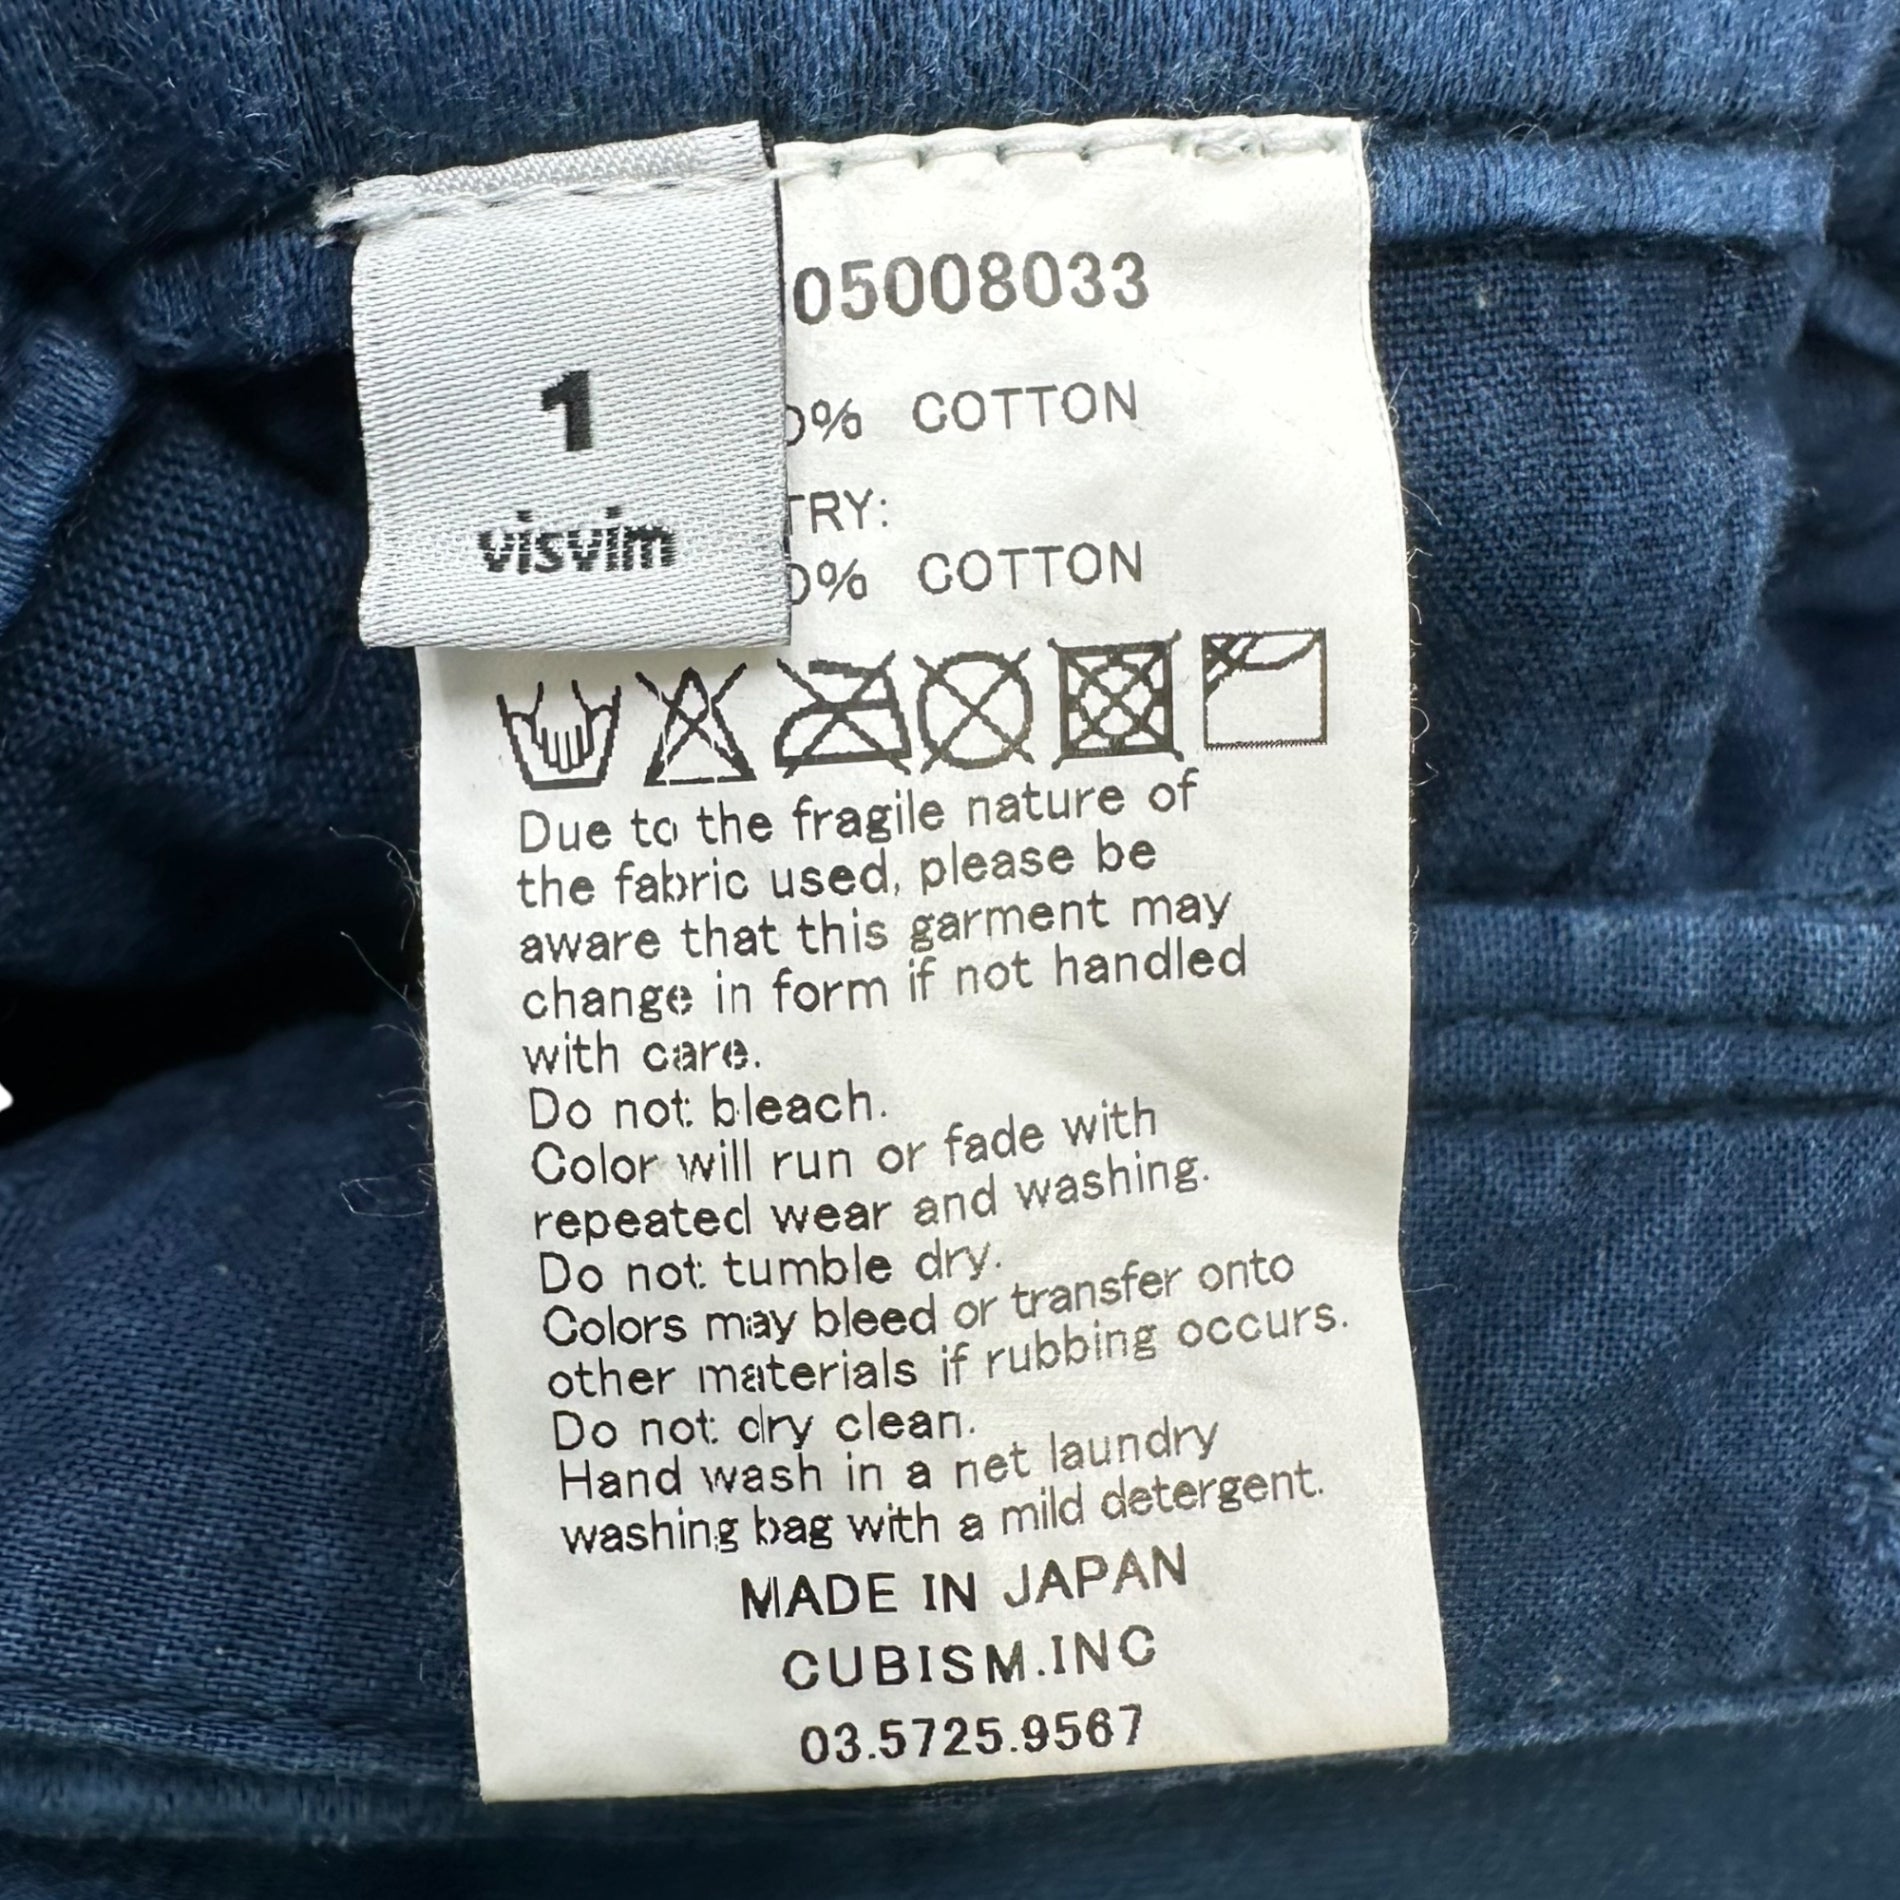 1
visvim
05008033
0% COTTON
TRY:
0% COTTON
Due to the fragile nature of
the fabric used, please be
aware that this garment may
change in form if not handled
with care.
Do not bleach.
Color will run or fade with
repeated wear and washing.
Do not tumble dry.
Colors may bleed or transfer onto
other materials if rubbing occurs.
Do not dry clean.
Hand wash in a net laundry
washing bag with a mild detergent.
MADE IN JAPAN
CUBISM.INC
03.5725.9567